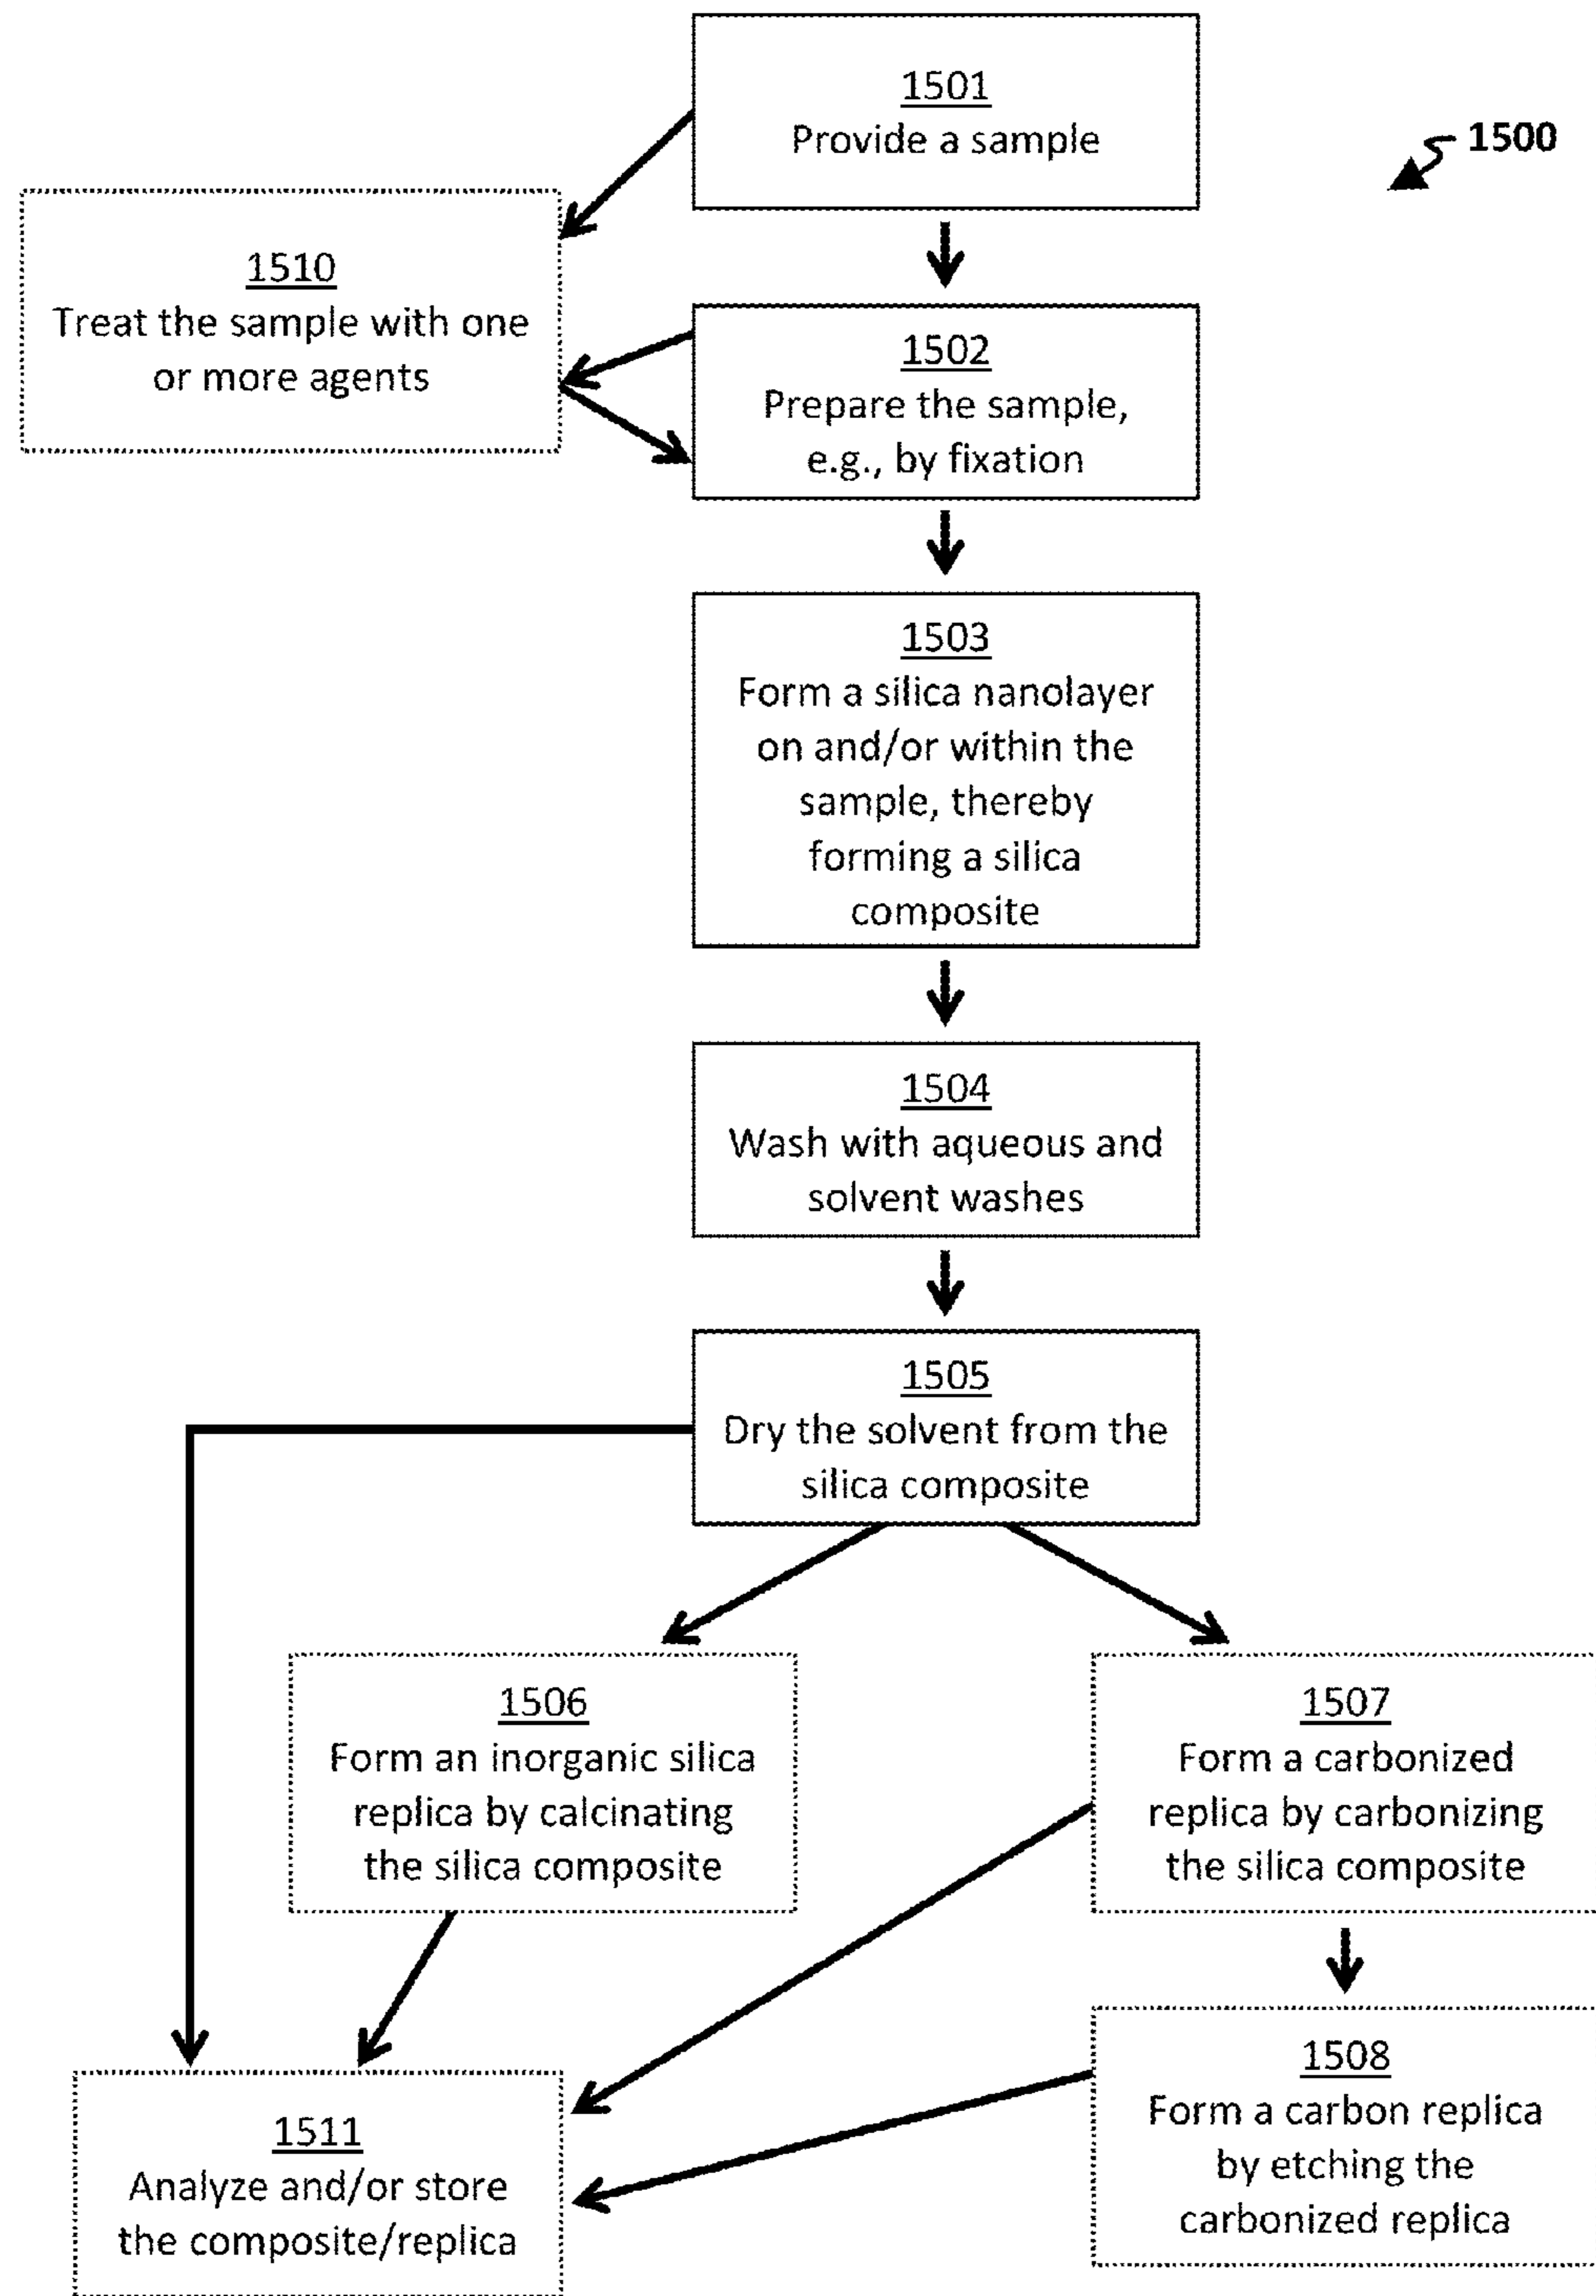 1501
Provide a sample
1500
1510
Treat the sample with one
or more agents
1502
Prepare the sample,
e.g., by fixation
1503
Form a silica nanolayer
on and/or within the
sample, thereby
forming a silica
composite
1504
Wash with aqueous and
solvent washes
1505
Dry the solvent from the
silica composite
1506
Form an inorganic silica
replica by calcinating
the silica composite
1507
Form a carbonized
replica by carbonizing
the silica composite
1508
Form a carbon replica
by etching the
carbonized replica
1511
Analyze and/or store
the composite/replica